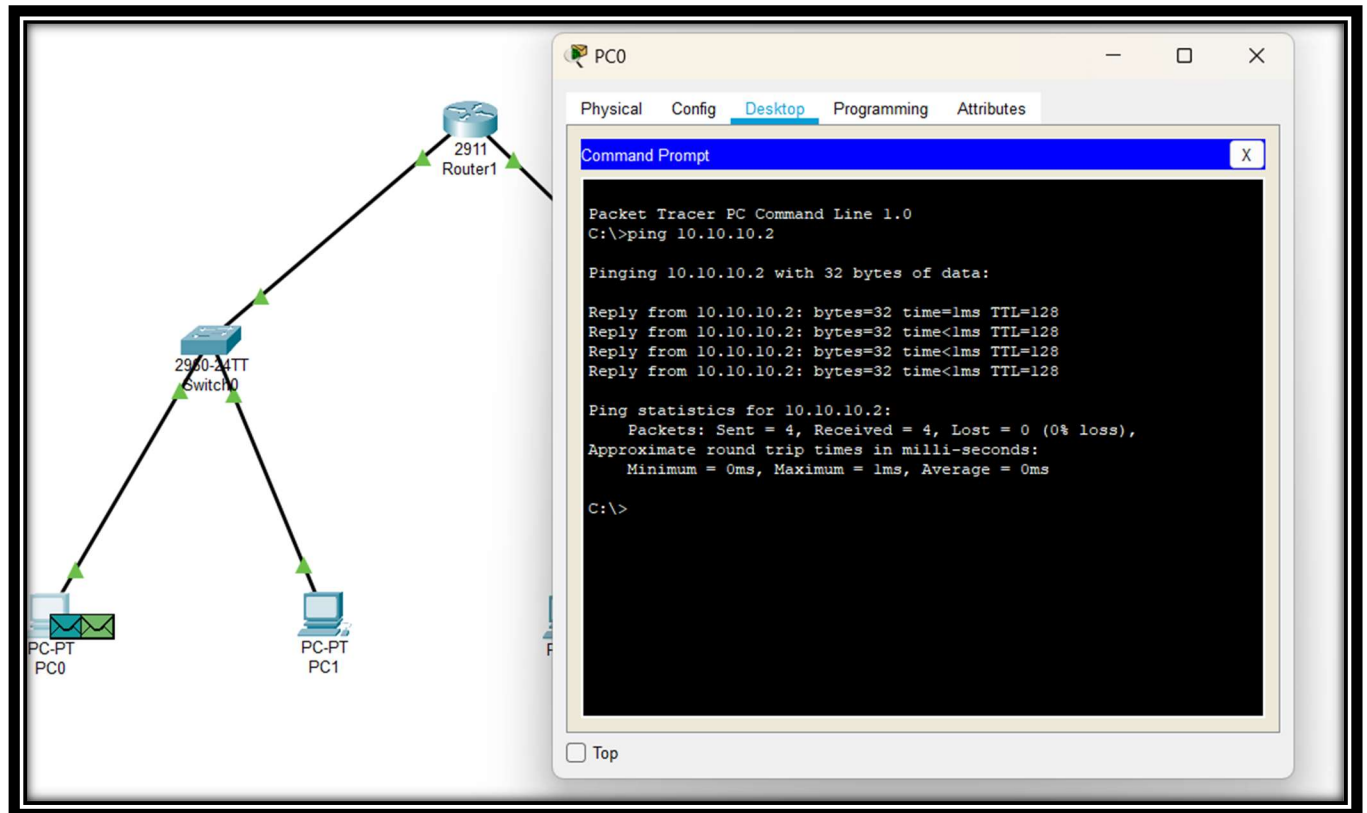 2911
Router1
2960-24TT
Switch0
PC-PT
PC0
PC-PT
PC1
PC0
Physical Config Desktop Programming Attributes
Command Prompt
X
Packet Tracer PC Command Line 1.0
C:\>ping 10.10.10.2
Pinging 10.10.10.2 with 32 bytes of data:
Reply from 10.10.10.2: bytes=32 time=1ms TTL=128
Reply from 10.10.10.2: bytes=32 time<1ms TTL=128
Reply from 10.10.10.2: bytes=32 time<1ms TTL=128
Reply from 10.10.10.2: bytes=32 time<1ms TTL=128
Ping statistics for 10.10.10.2:
Packets: Sent = 4, Received = 4, Lost = 0 (0% loss),
Approximate round trip times in milli-seconds:
Minimum = 0ms, Maximum = 1ms, Average = 0ms
C:\>
Top